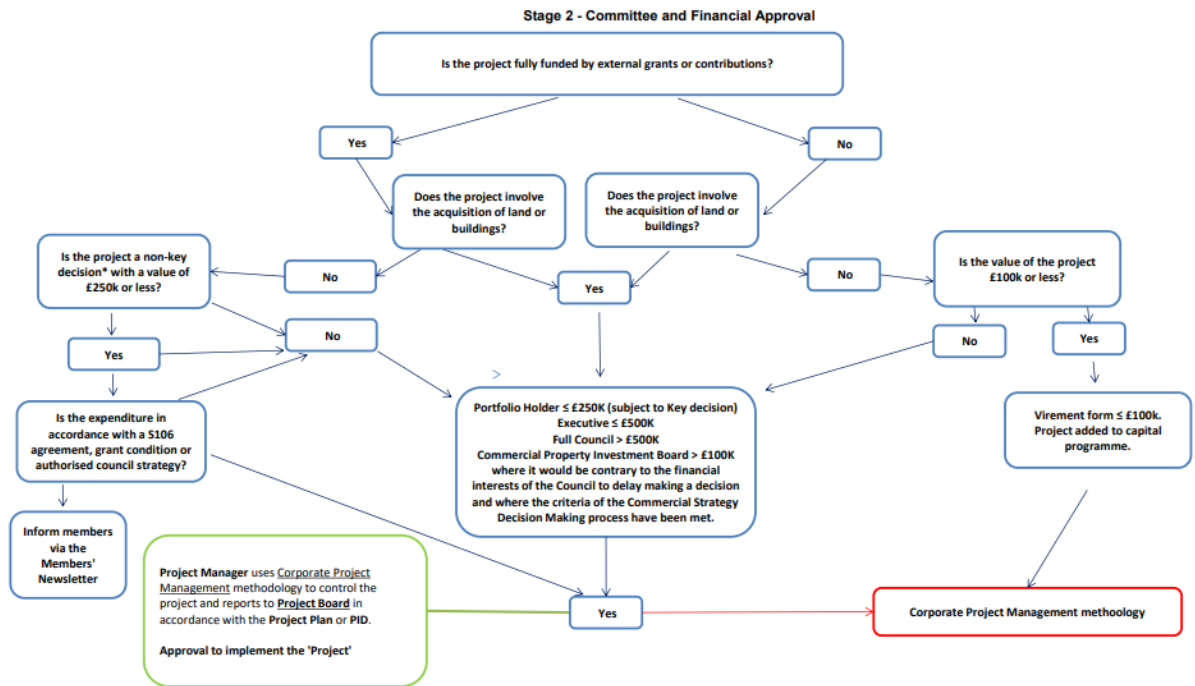 Stage 2 - Committee and Financial Approval
Is the project fully funded by external grants or contributions?
Yes
No
Does the project involve
the acquisition of land or
buildings?
Does the project involve
the acquisition of land or
buildings?
Is the project a non-key
decision* with a value of
£250k or less?
No
Yes
No
Is the value of the project
£100k or less?
Yes
No
No
Yes
>
Is the expenditure in
accordance with a S106
agreement, grant condition or
authorised council strategy?
Portfolio Holder ≤ £250K (subject to Key decision)
Executive ≤ £500K
Full Council > £500K
Commercial Property Investment Board > £100K
where it would be contrary to the financial
interests of the Council to delay making a decision
and where the criteria of the Commercial Strategy
Decision Making process have been met.
Virement form ≤ £100k.
Project added to capital
programme.
Inform members
via the
Members'
Newsletter
Project Manager uses Corporate Project
Management methodology to control the
project and reports to Project Board in
accordance with the Project Plan or PID.
Approval to implement the 'Project'
Yes
Corporate Project Management methoology